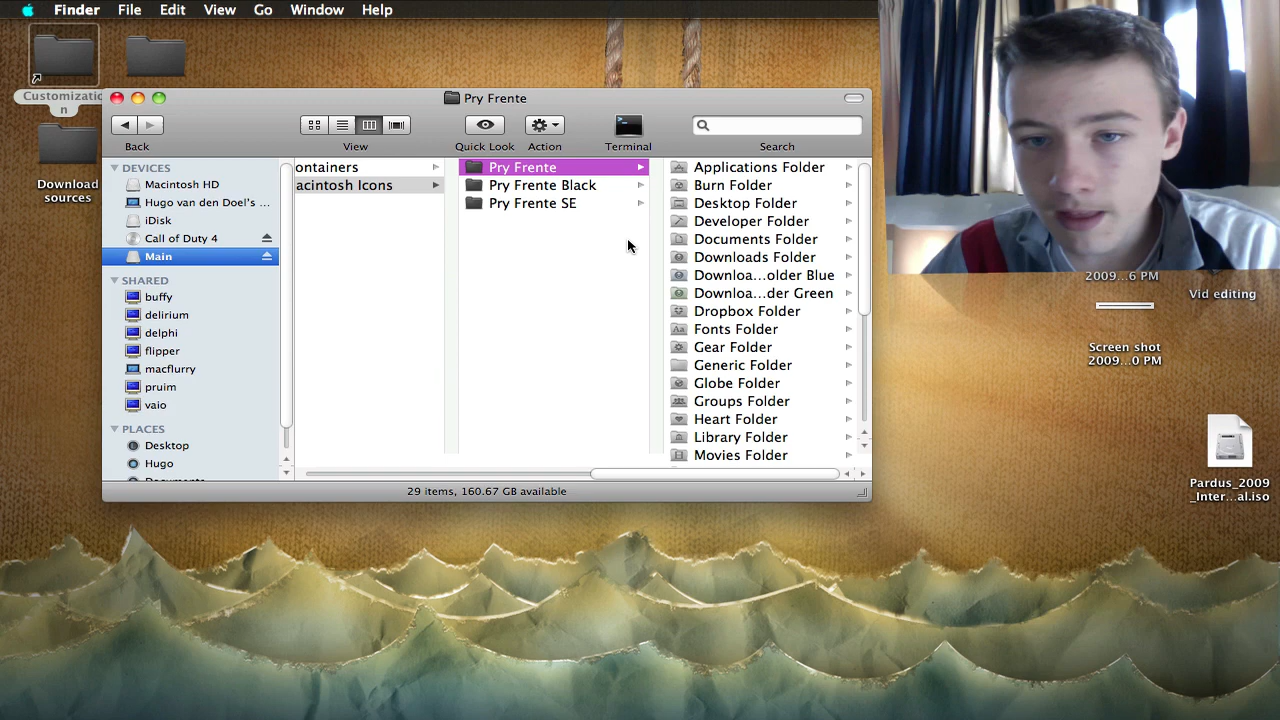 Finder File Edit View Go Window Help
Customizatio
n
Download
sources
Pry Frente
Back
View
Quick Look
Action
Terminal
Search
DEVICES
Macintosh HD
Hugo van den Doel's ...
iDisk
Call of Duty 4
Main
SHARED
buffy
delirium
delphi
flipper
macflurry
pruim
vaio
PLACES
Desktop
Hugo
ontainers
acintosh Icons
Pry Frente
Pry Frente Black
Pry Frente SE
Applications Folder
Burn Folder
Desktop Folder
Developer Folder
Documents Folder
Downloads Folder
Downloa...older Blue
Downloa...der Green
Dropbox Folder
Fonts Folder
Gear Folder
Generic Folder
Globe Folder
Groups Folder
Heart Folder
Library Folder
Movies Folder
29 items, 160.67 GB available
2009...6 PM
Vid editing
Screen shot
2009...0 PM
Pardus_2009
_Inter...al.iso